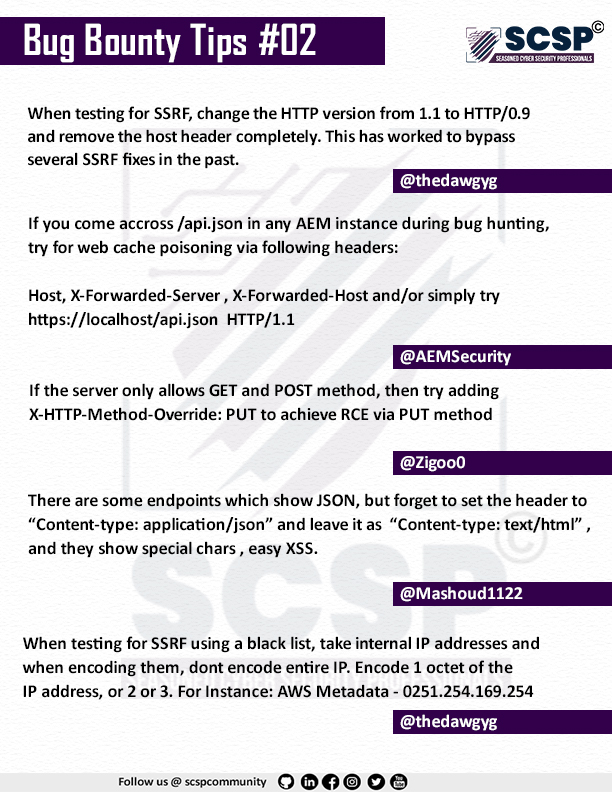 Bug Bounty Tips #02
SCSP©
SEASONED CYBER SECURITY PROFESSIONALS
When testing for SSRF, change the HTTP version from 1.1 to HTTP/0.9
and remove the host header completely. This has worked to bypass
several SSRF fixes in the past.
@thedawgyg
If you come accross /api.json in any AEM instance during bug hunting,
try for web cache poisoning via following headers:
Host, X-Forwarded-Server , X-Forwarded-Host and/or simply try
https://localhost/api.json HTTP/1.1
@AEMSecurity
If the server only allows GET and POST method, then try adding
X-HTTP-Method-Override: PUT to achieve RCE via PUT method
@Zigoo0
There are some endpoints which show JSON, but forget to set the header to
“Content-type: application/json” and leave it as “Content-type: text/html” ,
and they show special chars , easy XSS.
@Mashoud1122
SCSP©
SEASONED CYBER SECURITY PROFESSIONALS
When testing for SSRF using a black list, take internal IP addresses and
when encoding them, dont encode entire IP. Encode 1 octet of the
IP address, or 2 or 3. For Instance: AWS Metadata - 0251.254.169.254
@thedawgyg
Follow us @ scspcommunity
You Tube